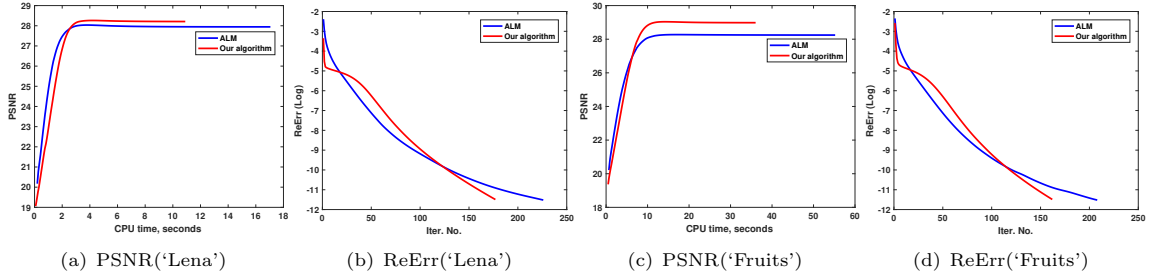 29
28
27
26
25
24
23
22
21
20
19
PSNR
ALM
Our algorithm
0 2 4 6 8 10 12 14 16 18
CPU time, seconds
(a) PSNR(‘Lena’)
-2
-3
-4
-5
-6
-7
-8
-9
-10
-11
-12
ReErr (Log)
ALM
Our algorithm
0 50 100 150 200 250
Iter. No.
(b) ReErr(‘Lena’)
30
28
26
24
22
20
18
PSNR
ALM
Our algorithm
0 10 20 30 40 50 60
CPU time, seconds
(c) PSNR(‘Fruits’)
-2
-3
-4
-5
-6
-7
-8
-9
-10
-11
-12
ReErr (Log)
ALM
Our algorithm
0 50 100 150 200 250
Iter. No.
(d) ReErr(‘Fruits’)